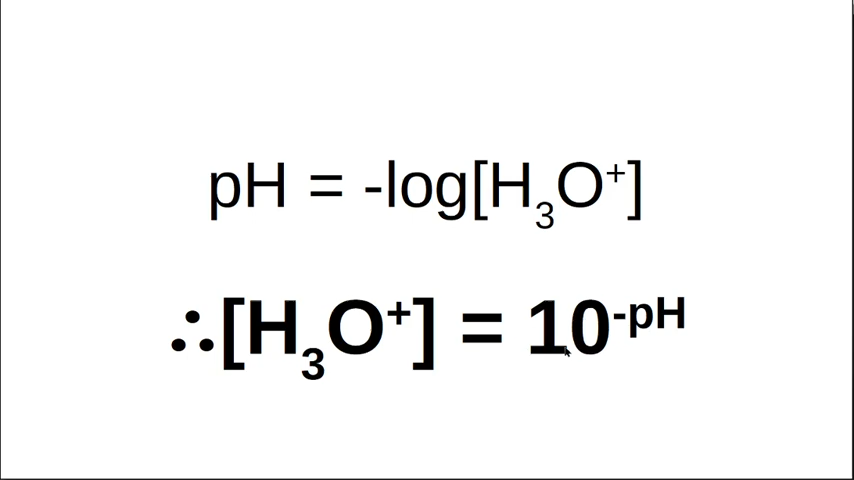 pH = -log[H₃O⁺]
∴[H₃O⁺] = 10⁻ᵖᴴ